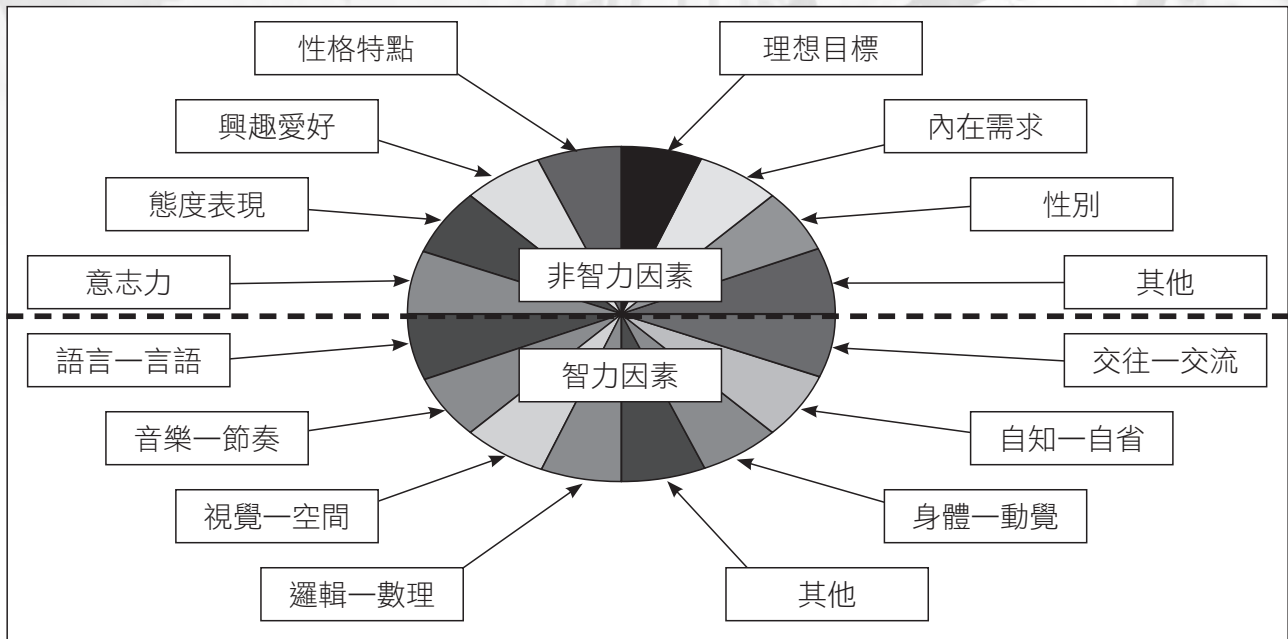 性格特點
理想目標
興趣愛好
內在需求
態度表現
性別
非智力因素
意志力
其他
語言一言語
交往一交流
智力因素
音樂一節奏
自知一自省
視覺一空間
身體一動覺
邏輯一數理
其他